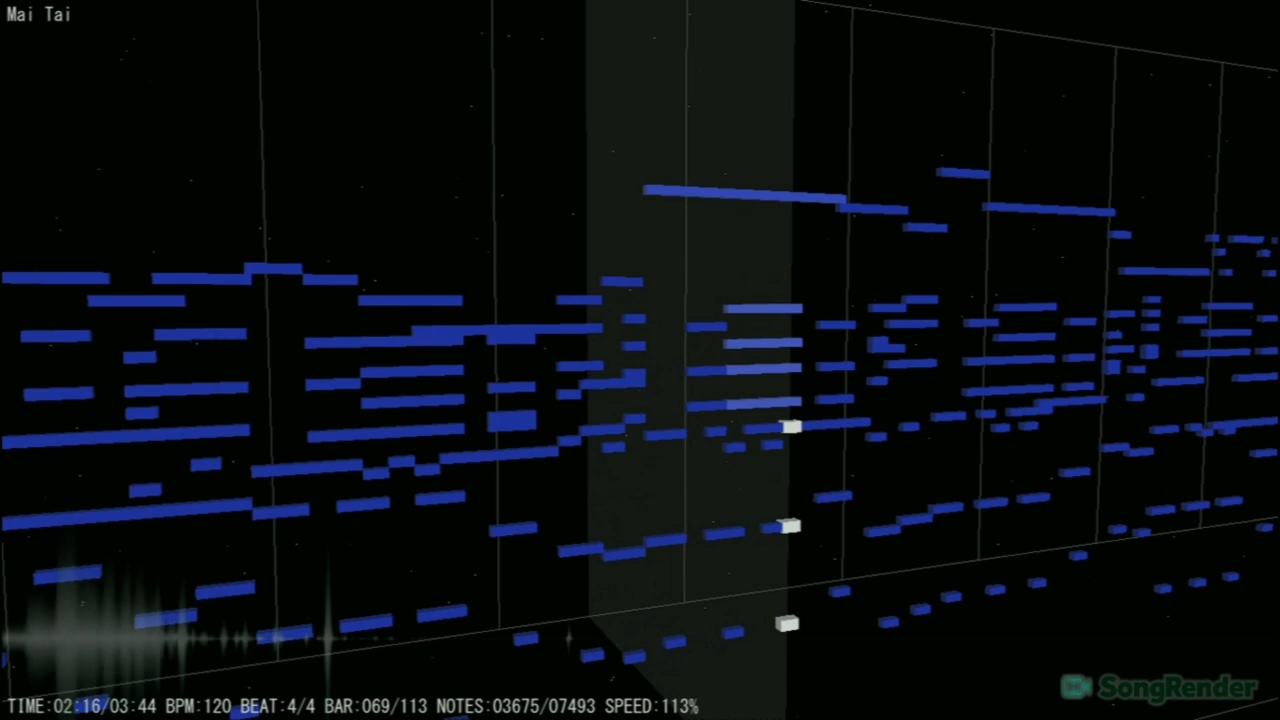 Mai Tai
SongRender
TIME:02:16/03:44 BPM:120 BEAT:4/4 BAR:069/113 NOTES:03675/07493 SPEED:113%